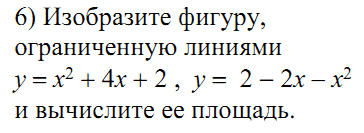 6) Изобразите фигуру,
ограниченную линиями
y = x² + 4x + 2 , y = 2 − 2x − x²
и вычислите ее площадь.